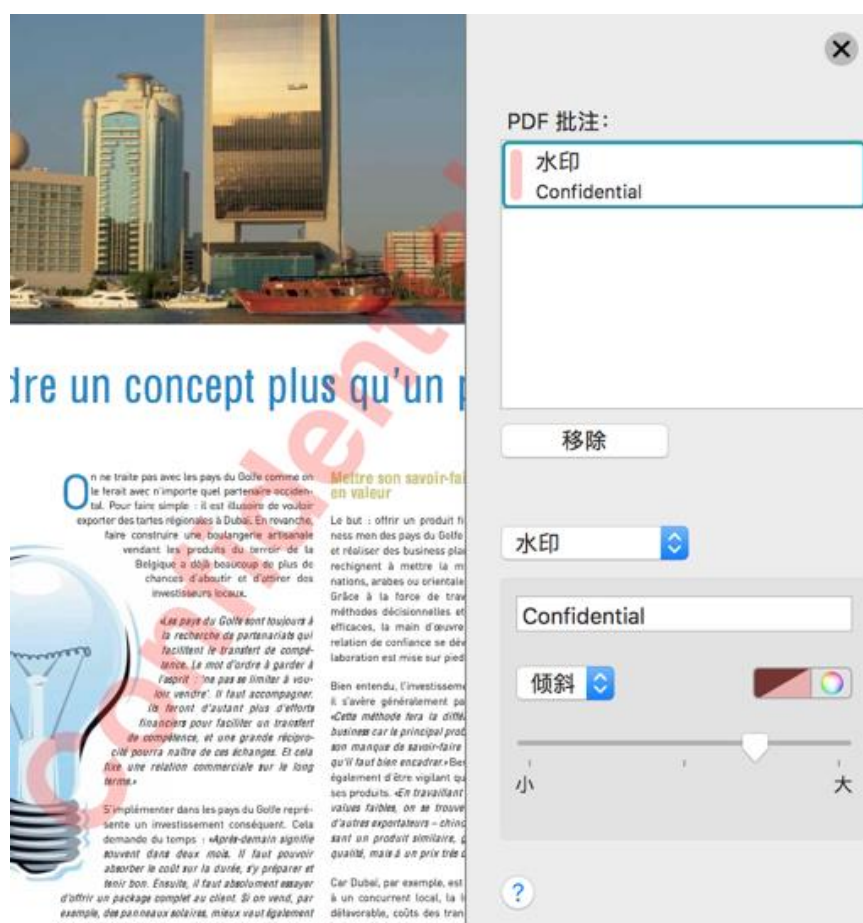 PDF 批注：
水印
Confidential
移除
水印
Confidential
倾斜
小
大
?
Confidential
dre un concept plus qu'un p
On ne traite pas avec les pays du Golfe comme on
le ferait avec n'importe quel partenaire occiden-
tal. Pour faire simple : il est illusoire de vouloir
exporter des tartes régionales à Dubaï. En revanche,
faire construire une boulangerie artisanale
vendant les produits du terroir de la
Belgique a déjà beaucoup de plus de
chances d'aboutir et d'attirer des
investisseurs locaux.
«Les pays du Golfe sont toujours à
la recherche de partenariats qui
facilitent le transfert de compé-
tence. Le mot d'ordre à garder à
l'esprit : 'ne pas se limiter à vou-
loir vendre'. Il faut accompagner.
Ils feront d'autant plus d'efforts
financiers pour faciliter un transfert
de compétence, et une grande récipro-
cité pourra naître de ces échanges. Et cela
fixe une relation commerciale sur le long
terme.»
S'implémenter dans les pays du Golfe repré-
sente un investissement conséquent. Cela
demande du temps : «Après-demain signifie
souvent dans deux mois. Il faut pouvoir
absorber le coût sur la durée, s'y préparer et
tenir bon. Ensuite, il faut absolument essayer
d'offrir un package complet au client. Si on vend, par
exemple, des panneaux solaires, mieux vaut également
Mettre son savoir-fai
en valeur
Le but : offrir un produit fi
ness men des pays du Golfe
et réaliser des business plan
rechignent à mettre la m
nations, arabes ou orientale
Grâce à la force de trav
méthodes décisionnelles et
efficaces, la main d'œuvre
relation de confiance se dév
laboration est mise sur pied
Bien entendu, l'investisseme
il s'avère généralement pa
«Cette méthode fera la diffé
business car le principal prob
son manque de savoir-faire
qu'il faut bien encadrer.» Be
également d'être vigilant qu
ses produits. «En travaillant
values faibles, on se trouve
d'autres exportateurs – chino
sant un produit similaire, g
qualité, mais à un prix très c
Car Dubaï, par exemple, est
à un concurrent local, la l
défavorable, coûts des tran